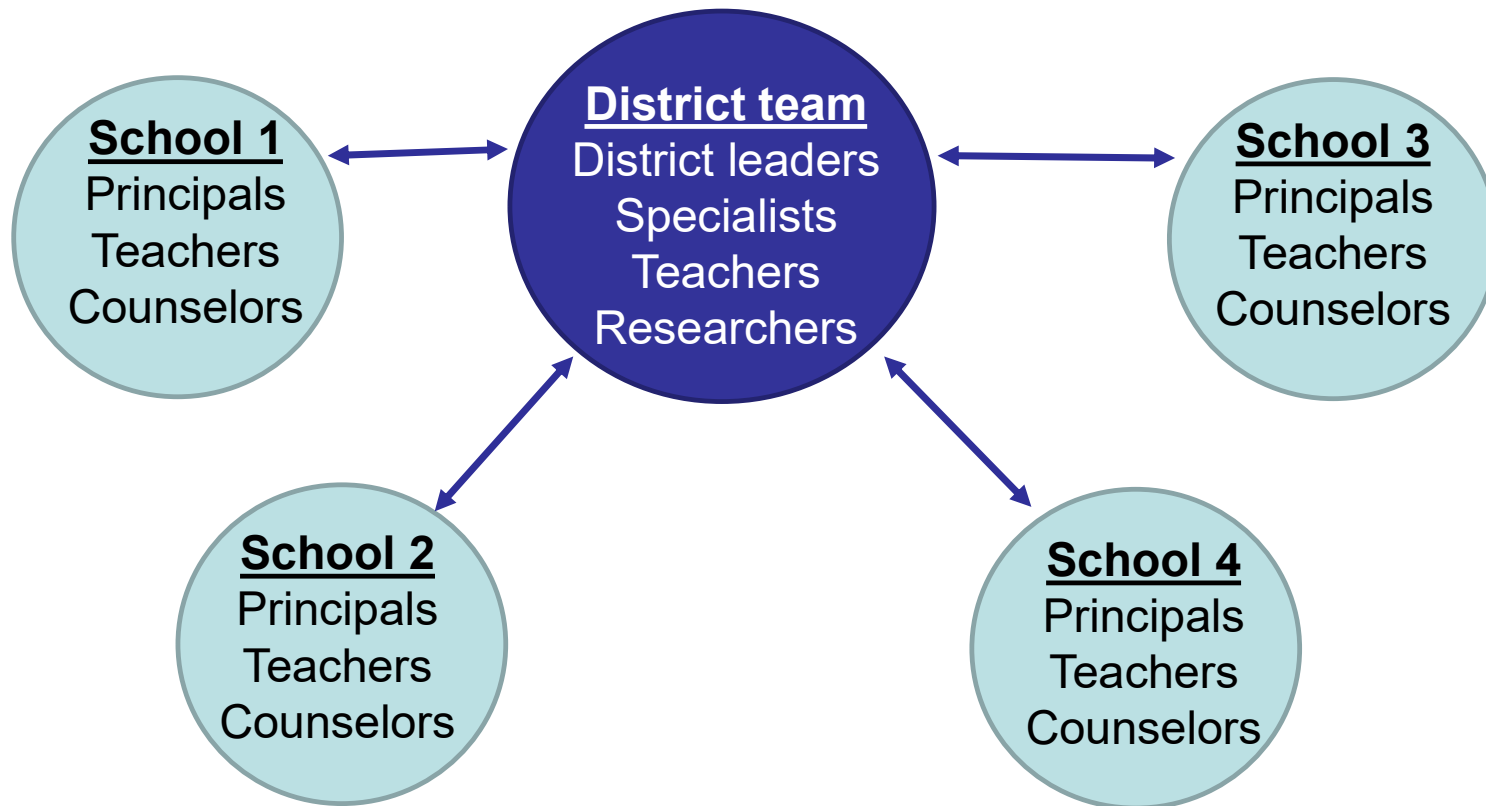 School 1
Principals
Teachers
Counselors
District team
District leaders
Specialists
Teachers
Researchers
School 3
Principals
Teachers
Counselors
School 2
Principals
Teachers
Counselors
School 4
Principals
Teachers
Counselors